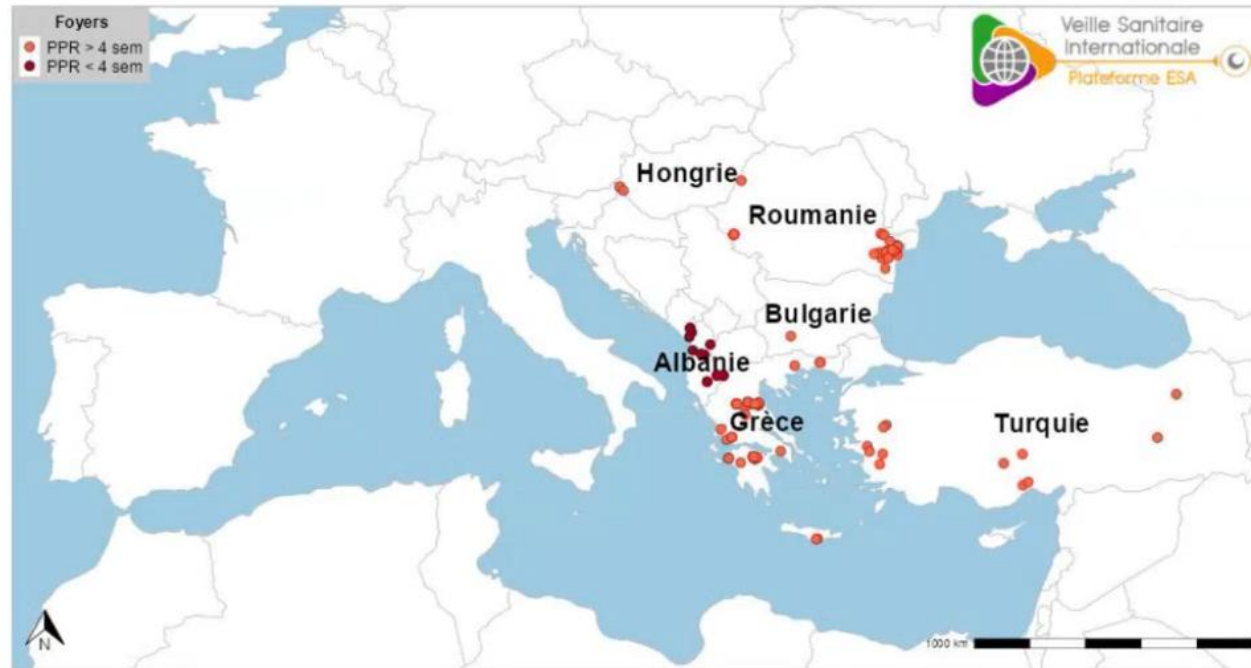 Foyers
PPR > 4 sem
PPR < 4 sem
Veille Sanitaire
Internationale
Plateforme ESA
Hongrie
Roumanie
Bulgarie
Albanie
Grèce
Turquie
N
1000 km